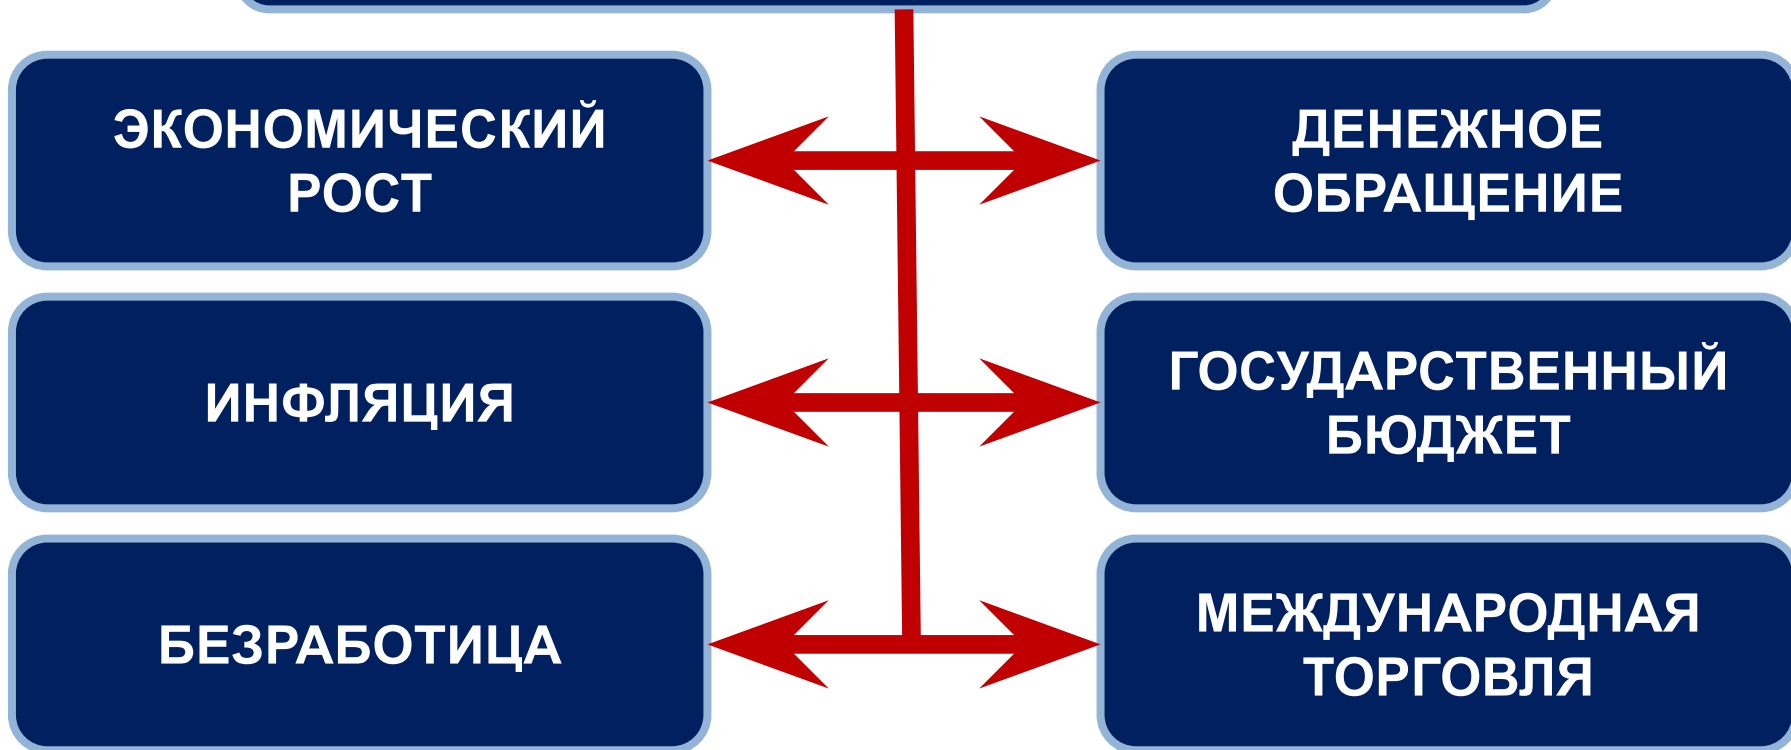 ЭКОНОМИЧЕСКИЙ
РОСТ
ДЕНЕЖНОЕ
ОБРАЩЕНИЕ
ИНФЛЯЦИЯ
ГОСУДАРСТВЕННЫЙ
БЮДЖЕТ
БЕЗРАБОТИЦА
МЕЖДУНАРОДНАЯ
ТОРГОВЛЯ